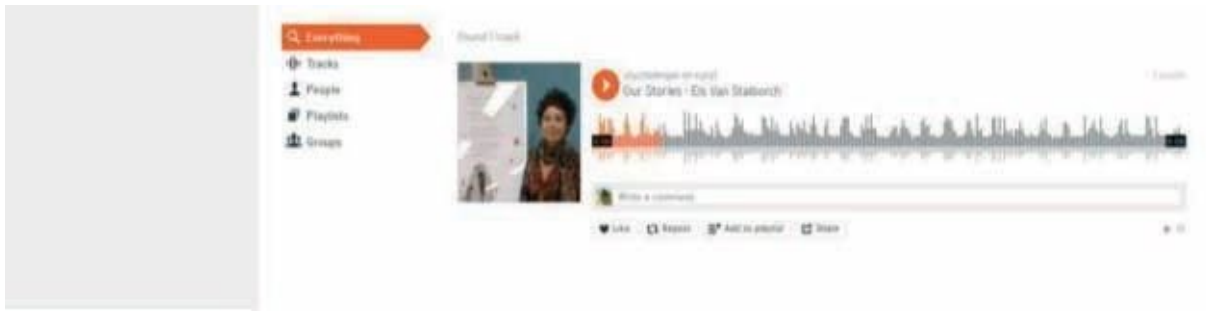 Everything
Tracks
People
Playlists
Groups
Found 1 track
Our Stories - Els Van
Write a comment
Like
Repost
Add to playlist
Share